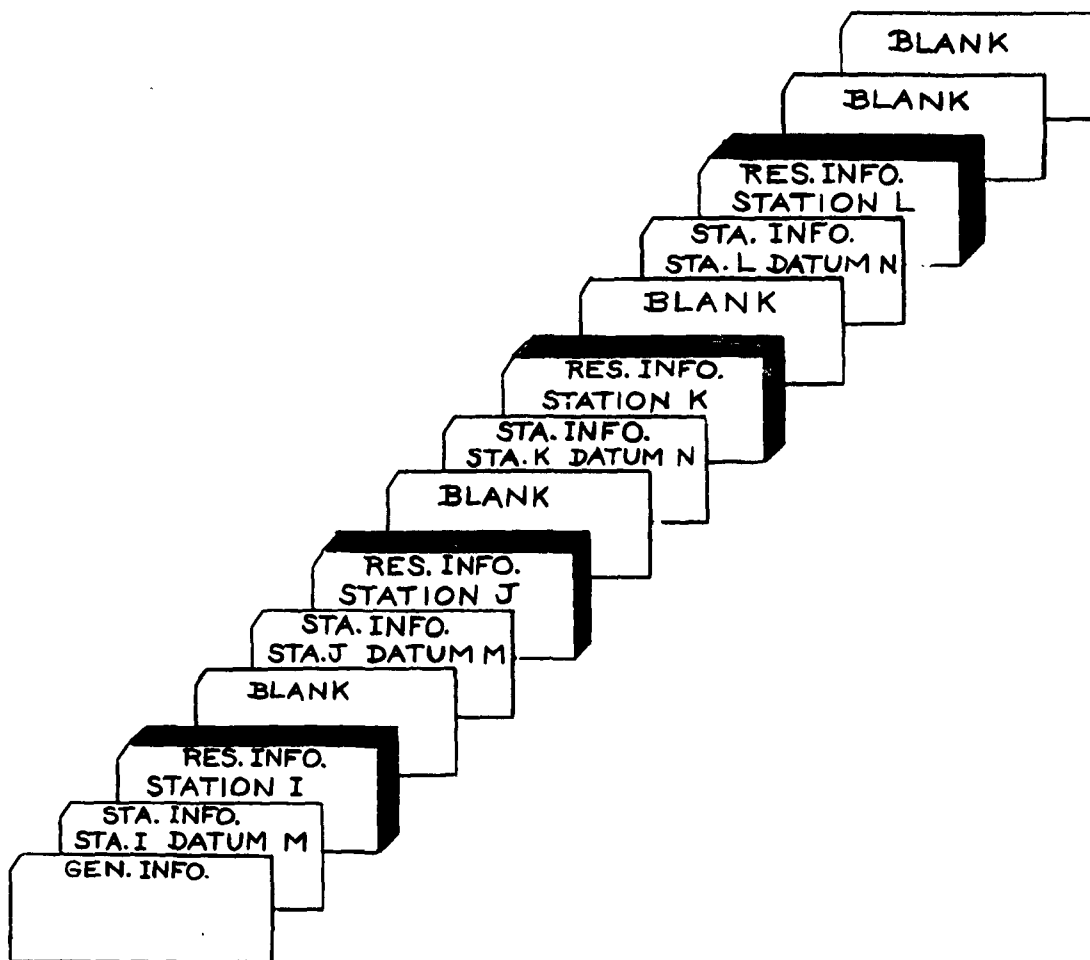 BLANK
BLANK
RES. INFO.
STATION L
STA. INFO.
STA. L DATUM N
BLANK
RES. INFO.
STATION K
STA. INFO.
STA. K DATUM N
BLANK
RES. INFO.
STATION J
STA. INFO.
STA. J DATUM M
BLANK
RES. INFO.
STATION I
STA. INFO.
STA. I DATUM M
GEN. INFO.